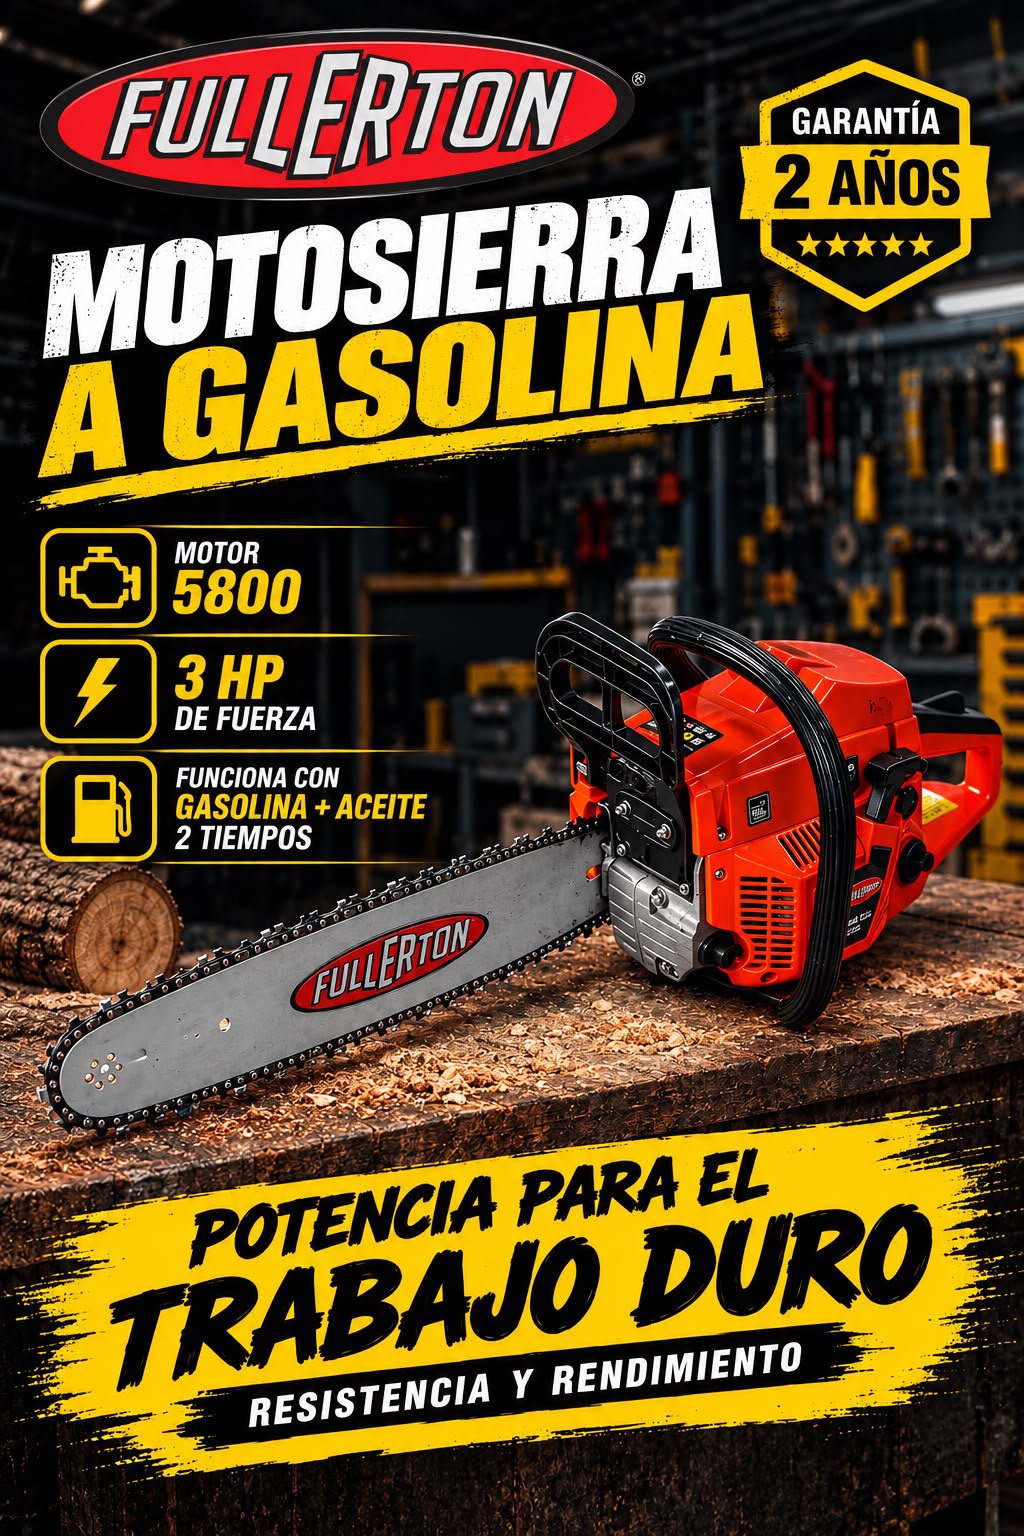 FULLERTON
GARANTÍA
2 AÑOS
MOTOSIERRA
A GASOLINA
MOTOR
5800
3 HP
DE FUERZA
FUNCIONA CON
GASOLINA + ACEITE
2 TIEMPOS
FULLERTON
POTENCIA PARA EL
TRABAJO DURO
RESISTENCIA Y RENDIMIENTO